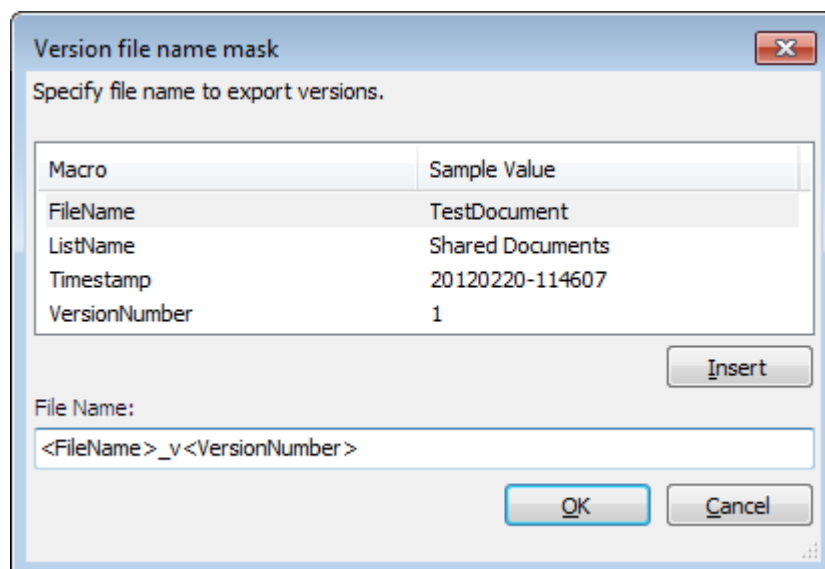 Version file name mask
Specify file name to export versions.
Macro Sample Value
FileName TestDocument
ListName Shared Documents
Timestamp 20120220-114607
VersionNumber 1
Insert
File Name:
<FileName>_v<VersionNumber>
OK Cancel